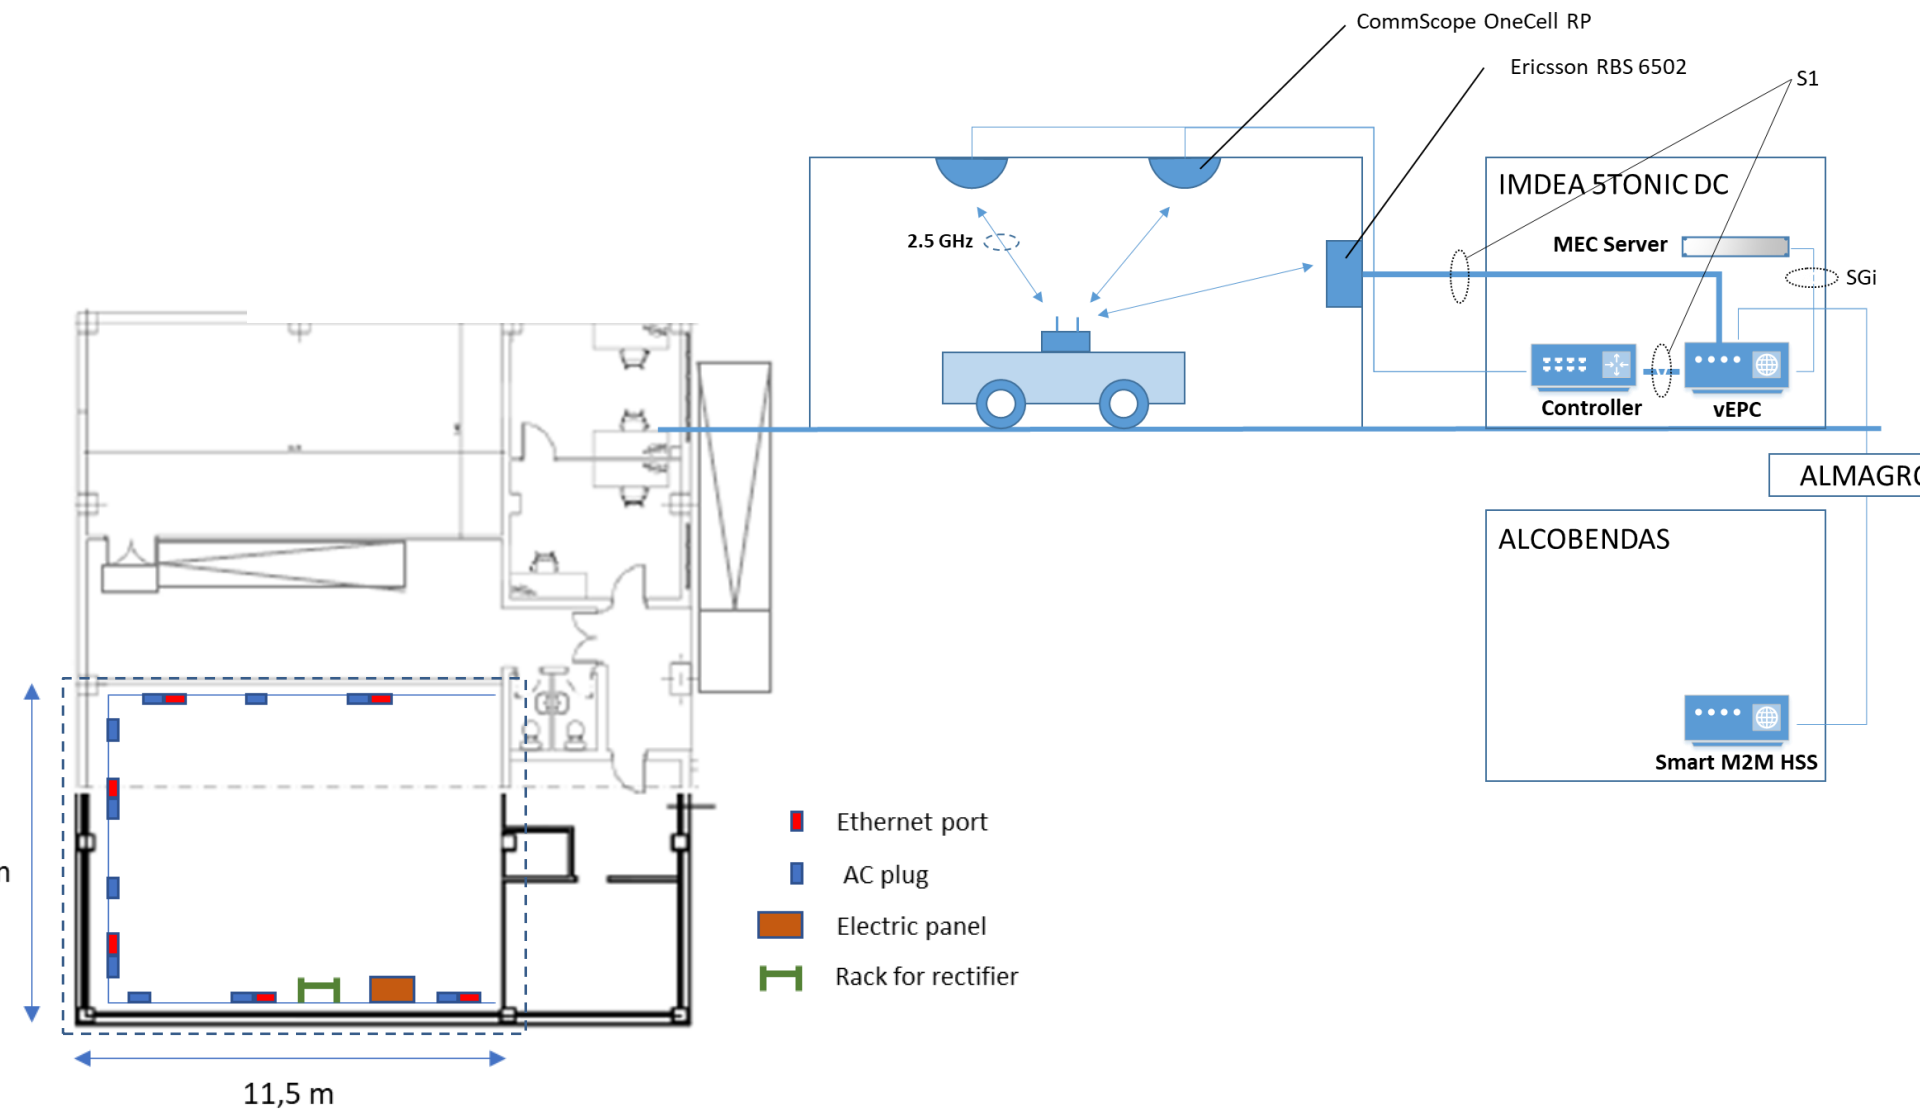 CommScope OneCell RP
Ericsson RBS 6502
S1
IMDEA 5TONIC DC
2.5 GHz
MEC Server
SGi
Controller
vEPC
ALMAGRO
ALCOBENDAS
Smart M2M HSS
Ethernet port
AC plug
Electric panel
Rack for rectifier
11,5 m